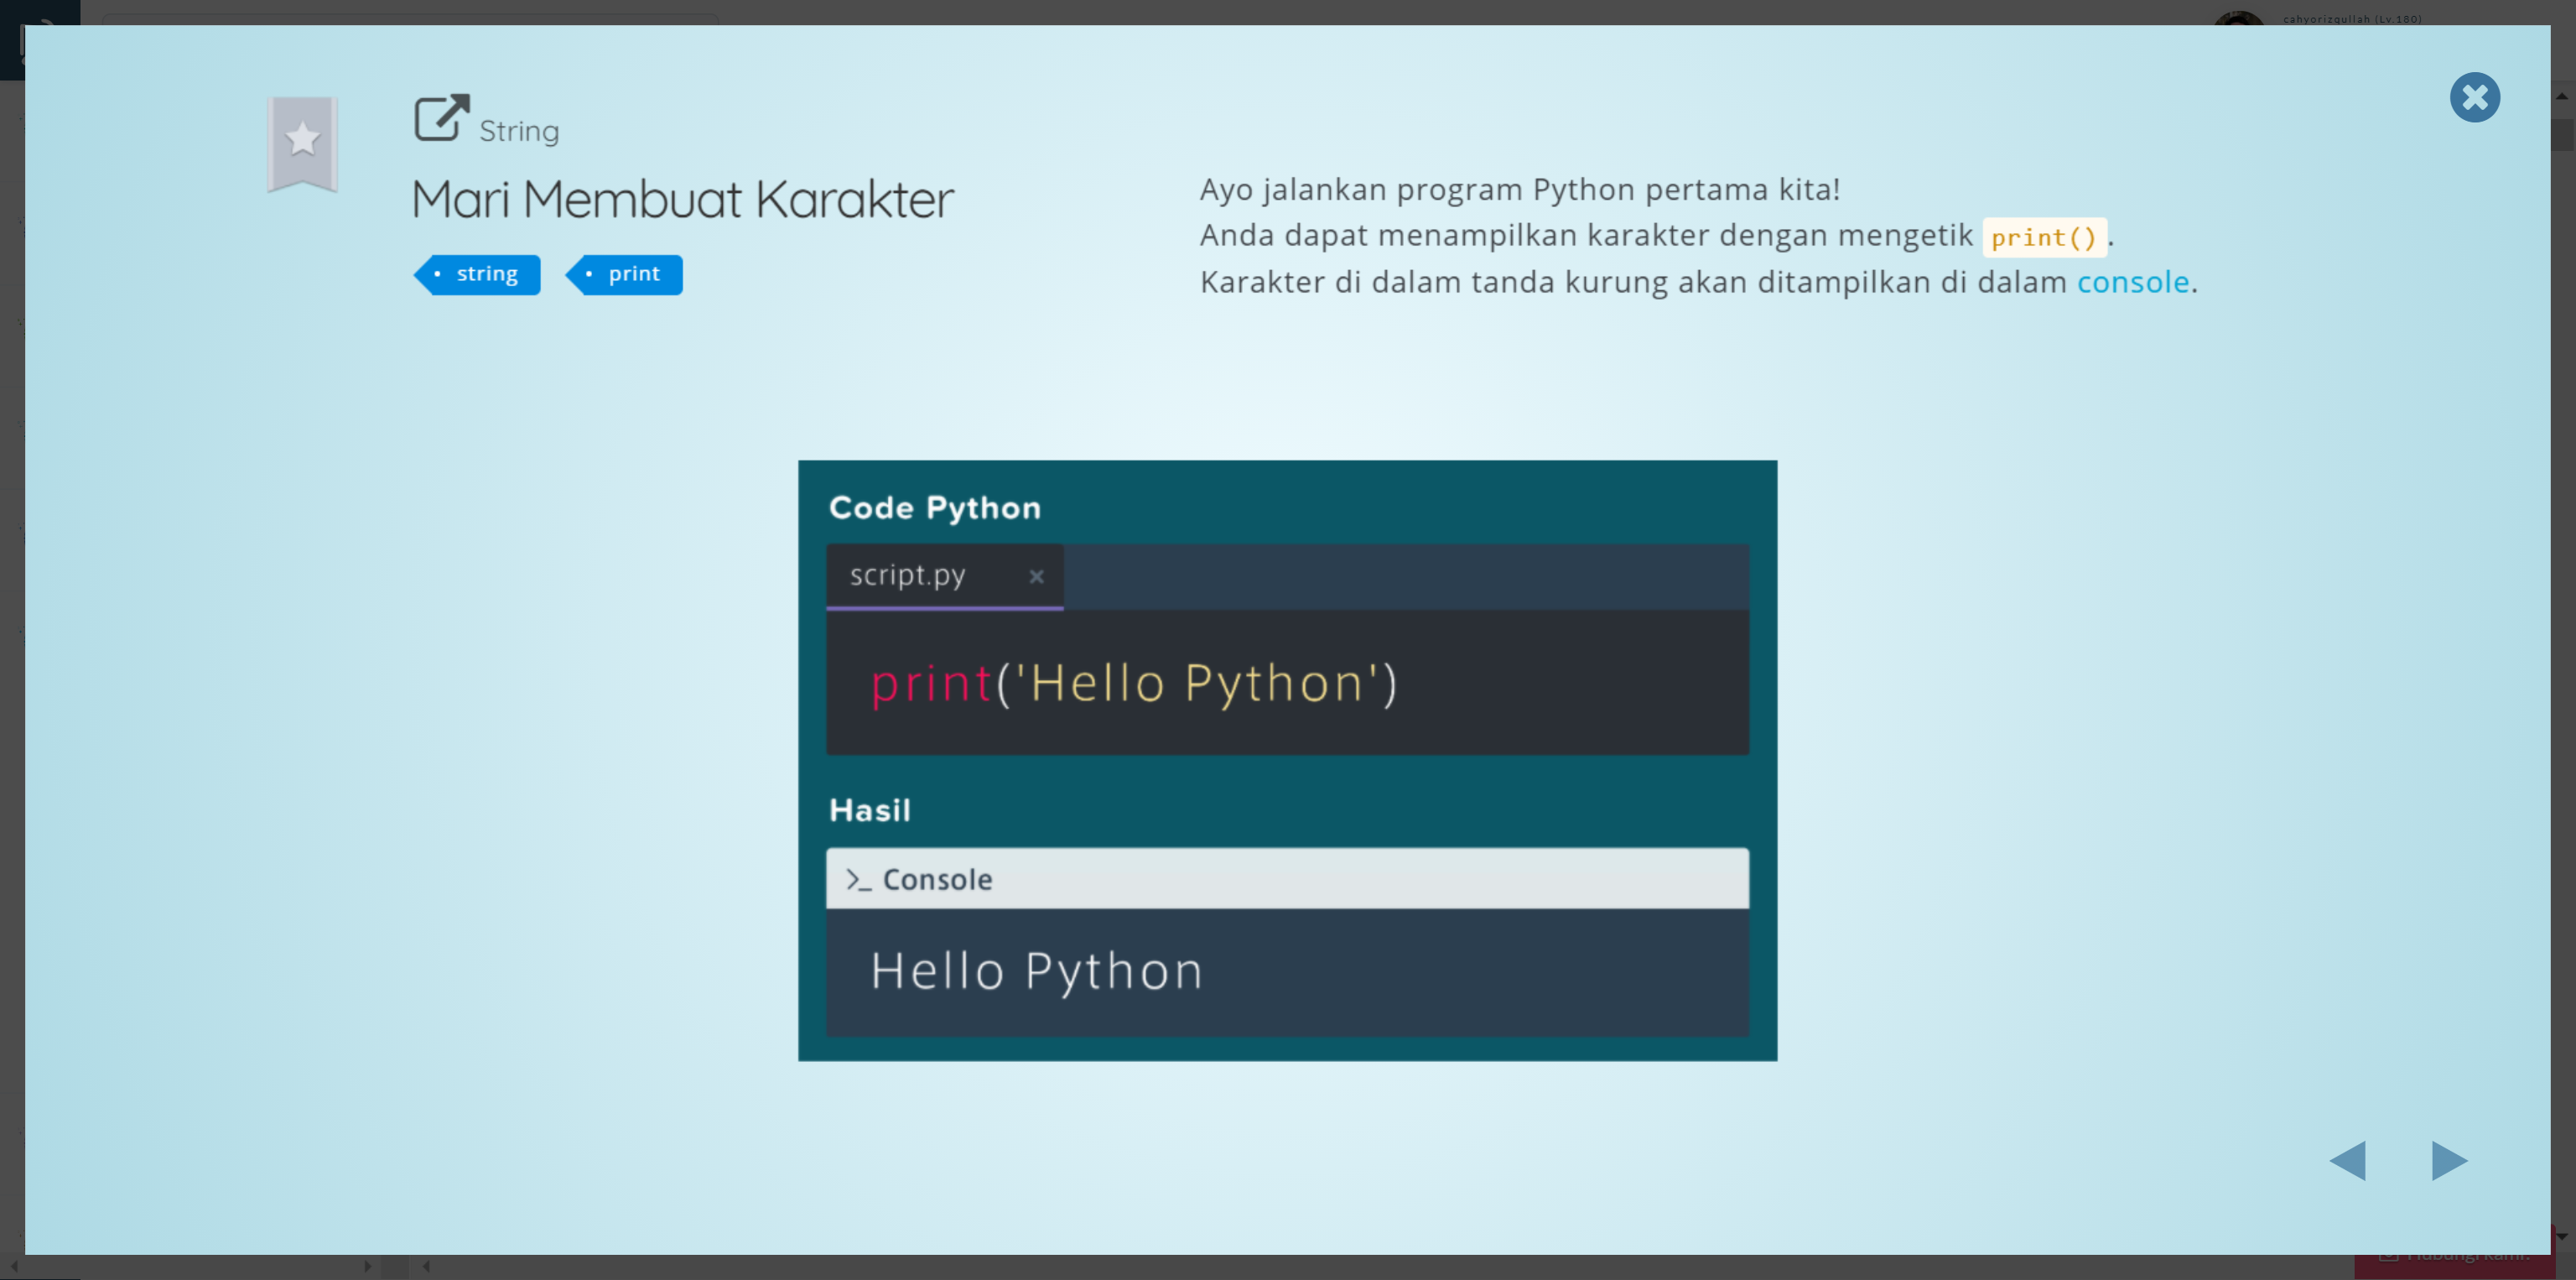 cahyorizqullah (Lv.180)
String
Mari Membuat Karakter
string
print
Ayo jalankan program Python pertama kita!
Anda dapat menampilkan karakter dengan mengetik print().
Karakter di dalam tanda kurung akan ditampilkan di dalam console.
Code Python
script.py
print('Hello Python')
Hasil
>_ Console
Hello Python
Hubungi kami